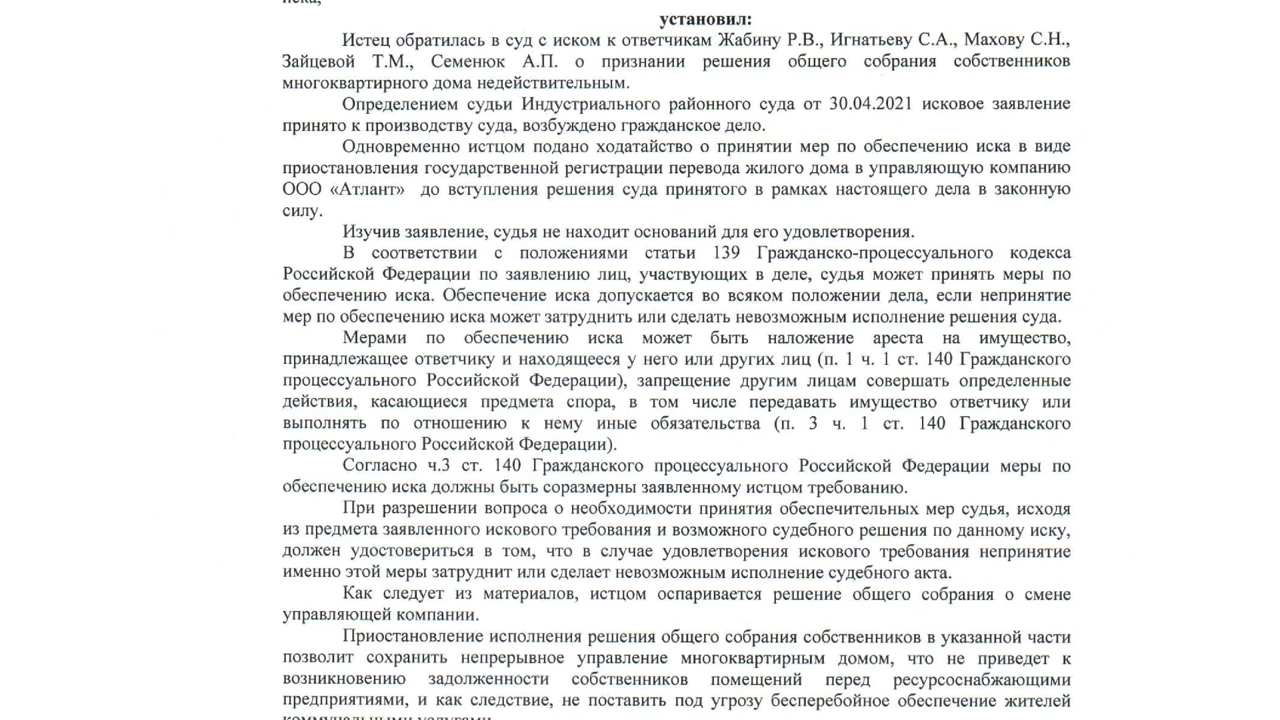 иска,
установил:
Истец обратилась в суд с иском к ответчикам Жабину Р.В., Игнатьеву С.А., Махову С.Н.,
Зайцевой Т.М., Семенюк А.П. о признании решения общего собрания собственников
многоквартирного дома недействительным.
Определением судьи Индустриального районного суда от 30.04.2021 исковое заявление
принято к производству суда, возбуждено гражданское дело.
Одновременно истцом подано ходатайство о принятии мер по обеспечению иска в виде
приостановления государственной регистрации перевода жилого дома в управляющую компанию
ООО «Атлант» до вступления решения суда принятого в рамках настоящего дела в законную
силу.
Изучив заявление, судья не находит оснований для его удовлетворения.
В соответствии с положениями статьи 139 Гражданско-процессуального кодекса
Российской Федерации по заявлению лиц, участвующих в деле, судья может принять меры по
обеспечению иска. Обеспечение иска допускается во всяком положении дела, если непринятие
мер по обеспечению иска может затруднить или сделать невозможным исполнение решения суда.
Мерами по обеспечению иска может быть наложение ареста на имущество,
принадлежащее ответчику и находящееся у него или других лиц (п. 1 ч. 1 ст. 140 Гражданского
процессуального Российской Федерации), запрещение другим лицам совершать определенные
действия, касающиеся предмета спора, в том числе передавать имущество ответчику или
выполнять по отношению к нему иные обязательства (п. 3 ч. 1 ст. 140 Гражданского
процессуального Российской Федерации).
Согласно ч.3 ст. 140 Гражданского процессуального Российской Федерации меры по
обеспечению иска должны быть соразмерны заявленному истцом требованию.
При разрешении вопроса о необходимости принятия обеспечительных мер судья, исходя
из предмета заявленного искового требования и возможного судебного решения по данному иску,
должен удостовериться в том, что в случае удовлетворения искового требования непринятие
именно этой меры затруднит или сделает невозможным исполнение судебного акта.
Как следует из материалов, истцом оспаривается решение общего собрания о смене
управляющей компании.
Приостановление исполнения решения общего собрания собственников в указанной части
позволит сохранить непрерывное управление многоквартирным домом, что не приведет к
возникновению задолженности собственников помещений перед ресурсоснабжающими
предприятиями, и как следствие, не поставить под угрозу бесперебойное обеспечение жителей
коммунальными услугами.